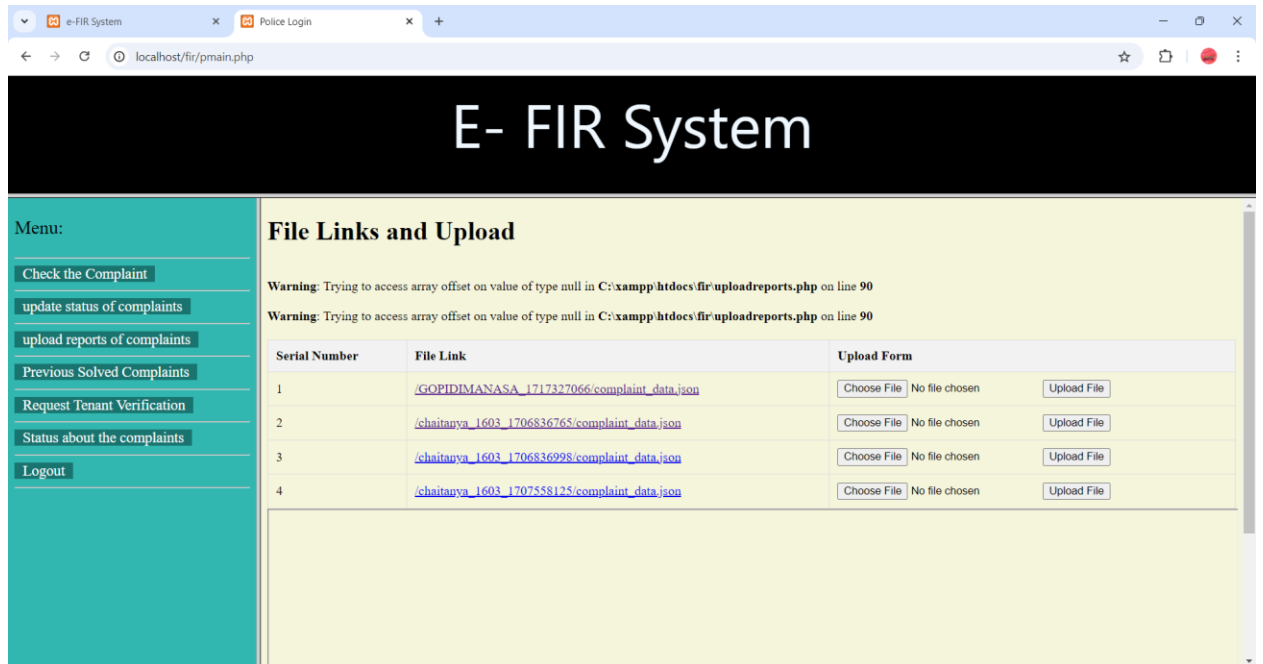 e-FIR System
Police Login
localhost/fir/pmain.php
E- FIR System
Menu:
Check the Complaint
update status of complaints
upload reports of complaints
Previous Solved Complaints
Request Tenant Verification
Status about the complaints
Logout
File Links and Upload
Warning: Trying to access array offset on value of type null in C:\xampp\htdocs\fir\uploadreports.php on line 90
Warning: Trying to access array offset on value of type null in C:\xampp\htdocs\fir\uploadreports.php on line 90
Serial Number File Link Upload Form
1 /GOPIDIMANASA_1717327066/complaint_data.json Choose File No file chosen Upload File
2 /chaitanya_1603_1706836765/complaint_data.json Choose File No file chosen Upload File
3 /chaitanya_1603_1706836998/complaint_data.json Choose File No file chosen Upload File
4 /chaitanya_1603_1707558125/complaint_data.json Choose File No file chosen Upload File